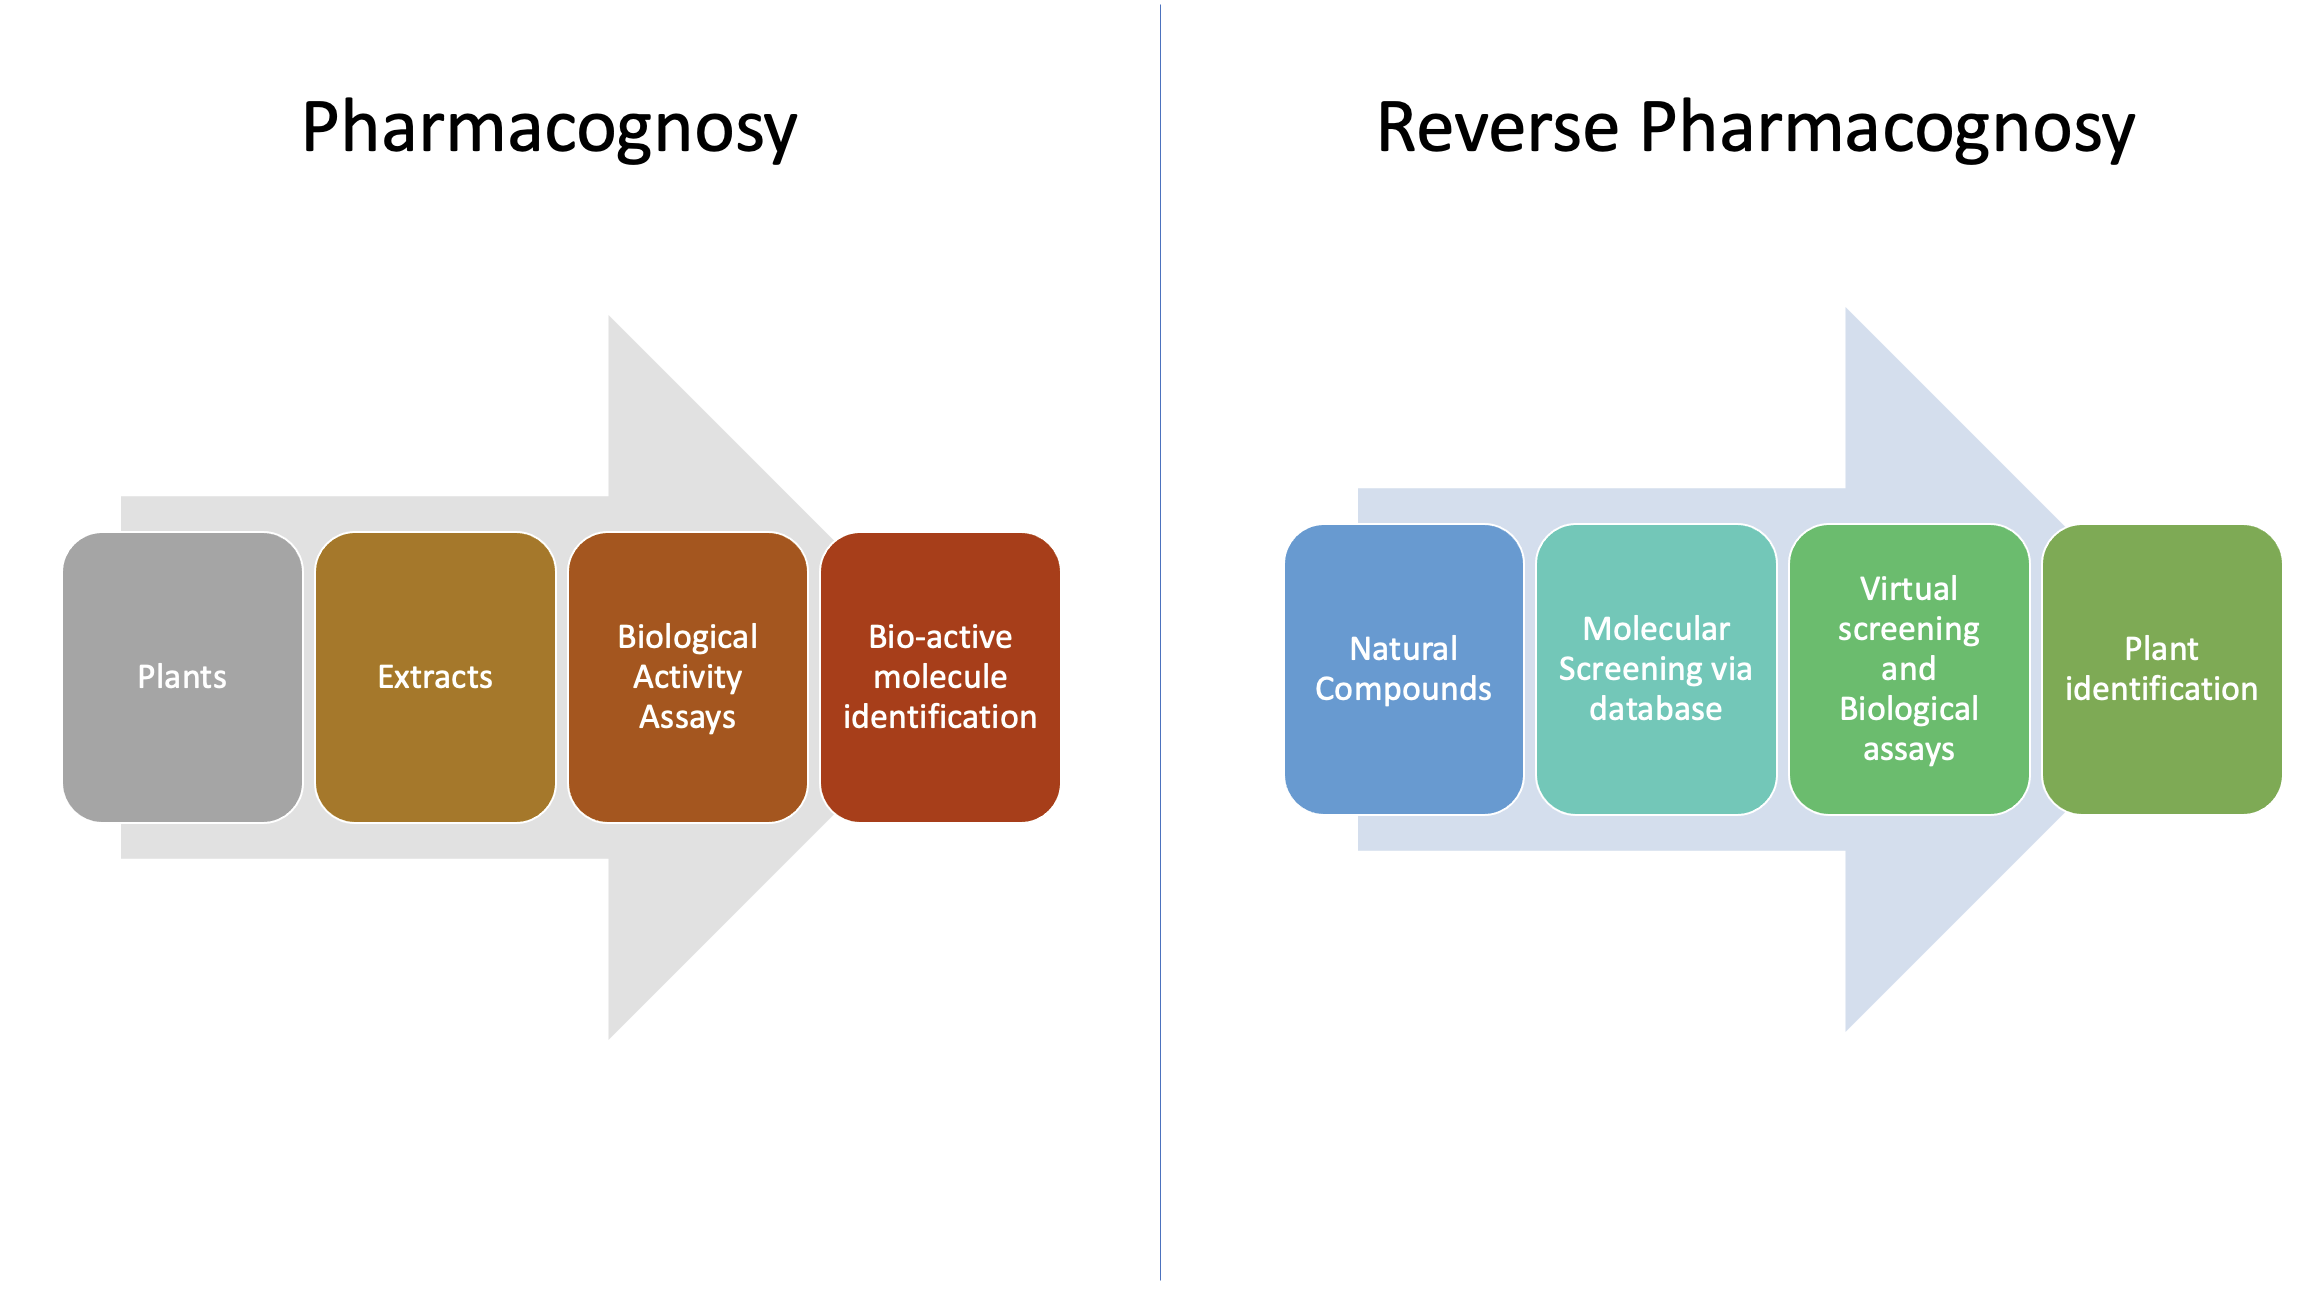 Pharmacognosy
Plants
Extracts
Biological
Activity
Assays
Bio-active
molecule
identification
Reverse Pharmacognosy
Natural
Compounds
Molecular
Screening via
database
Virtual
screening
and
Biological
assays
Plant
identification